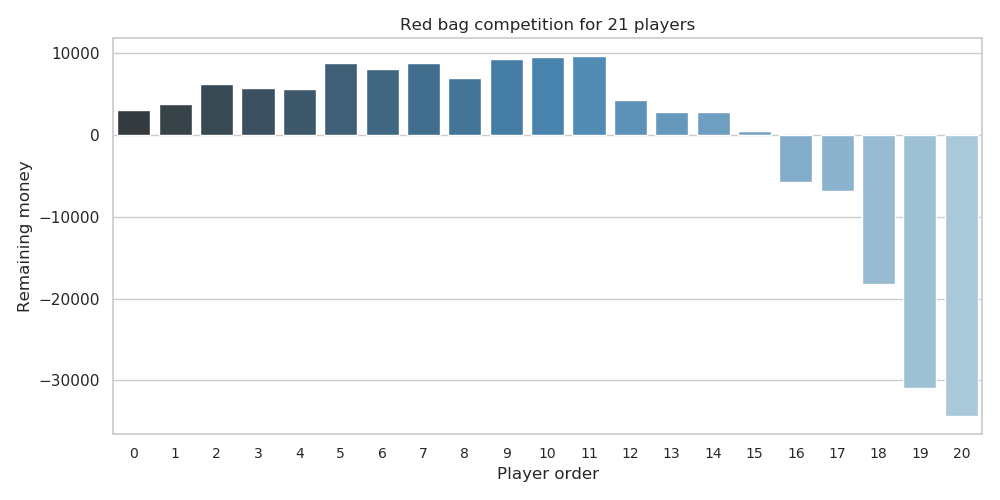 Red bag competition for 21 players
Remaining money
10000
0
−10000
−20000
−30000
0 1 2 3 4 5 6 7 8 9 10 11 12 13 14 15 16 17 18 19 20
Player order